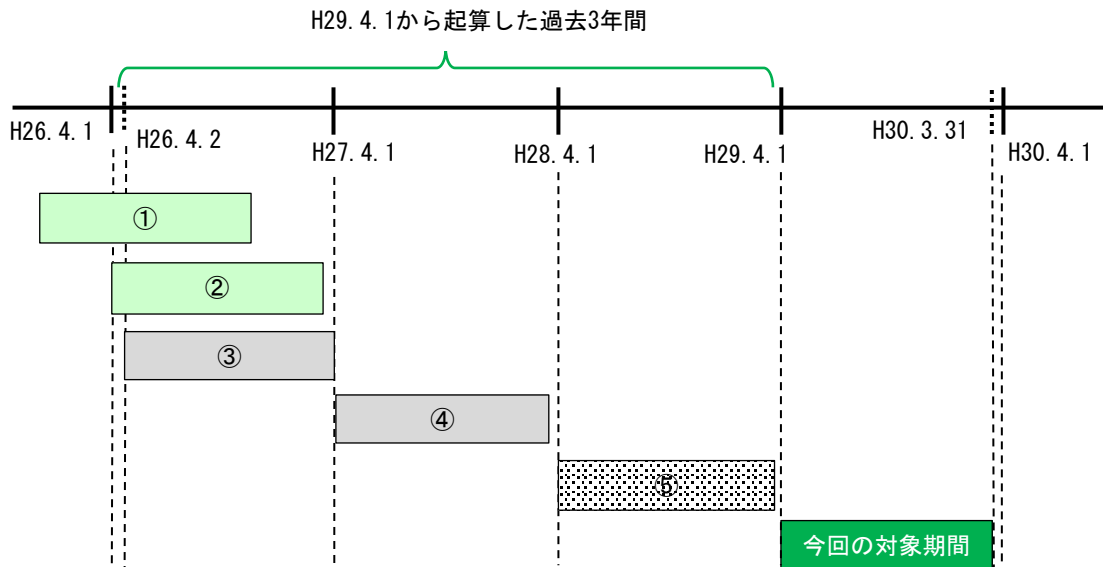 H29.4.1から起算した過去3年間
H26.4.1
H26.4.2
H27.4.1
H28.4.1
H29.4.1
H30.3.31
H30.4.1
①
②
③
④
⑤
今回の対象期間